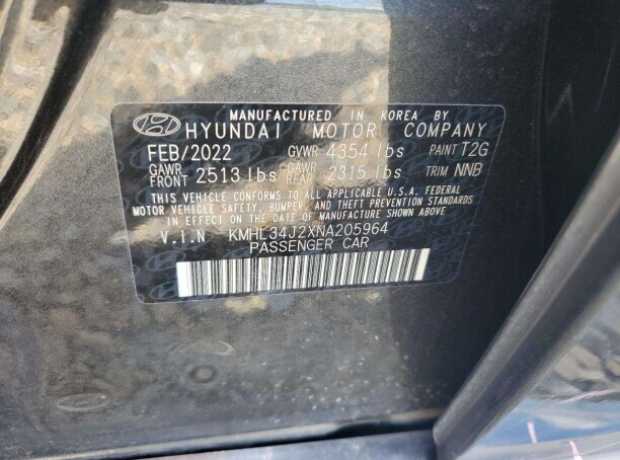 MANUFACTURED IN KOREA BY
HYUNDAI MOTOR COMPANY
FEB/2022 GVWR 4354 lbs PAINT T2G
GAWR FRONT 2513 lbs GAWR REAR 2315 lbs TRIM NNB
THIS VEHICLE CONFORMS TO ALL APPLICABLE U.S.A. FEDERAL
MOTOR VEHICLE SAFETY, BUMPER, AND THEFT PREVENTION STANDARDS
IN EFFECT ON THE DATE OF MANUFACTURE SHOWN ABOVE.
V.I.N KMHL34J2XNA205964
PASSENGER CAR